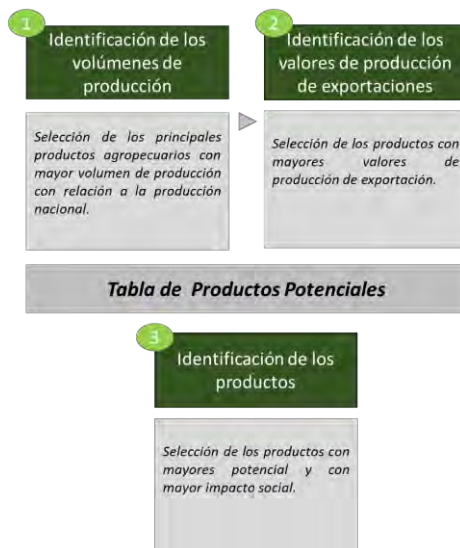 1
Identificación de los
volúmenes de
producción
Selección de los principales
productos agropecuarios con
mayor volumen de producción
con relación a la producción
nacional.
2
Identificación de los
valores de producción
de exportaciones
Selección de los productos con
mayores valores de
producción de exportación.
Tabla de Productos Potenciales
3
Identificación de los
productos
Selección de los productos con
mayores potencial y con
mayor impacto social.